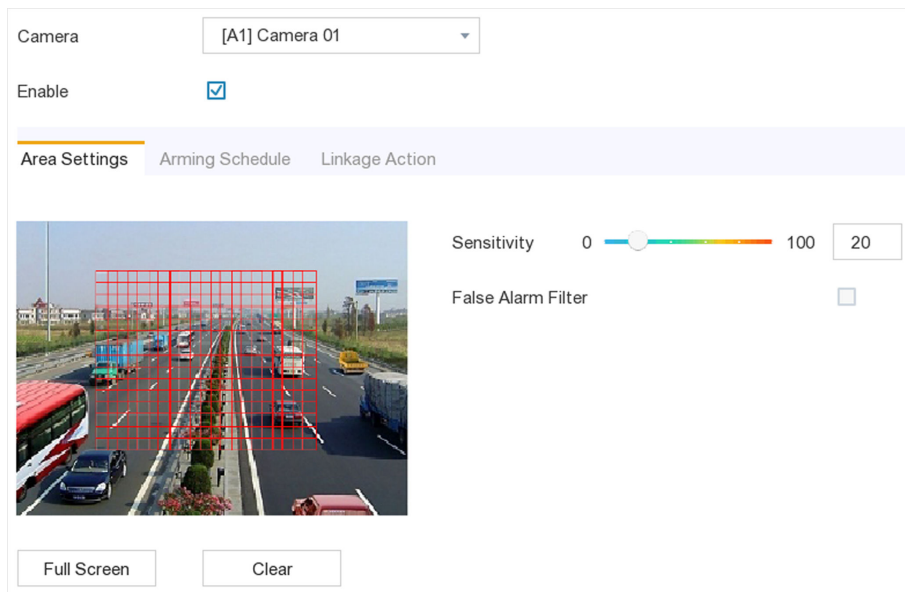 Camera [A1] Camera 01
Enable
Area Settings Arming Schedule Linkage Action
Sensitivity 0 100 20
False Alarm Filter
Full Screen Clear